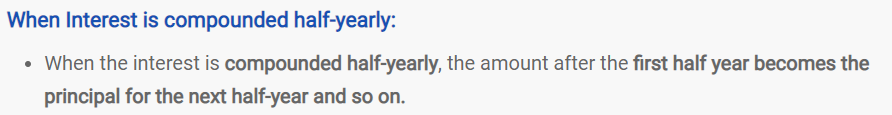 When Interest is compounded half-yearly:
• When the interest is compounded half-yearly, the amount after the first half year becomes the
principal for the next half-year and so on.